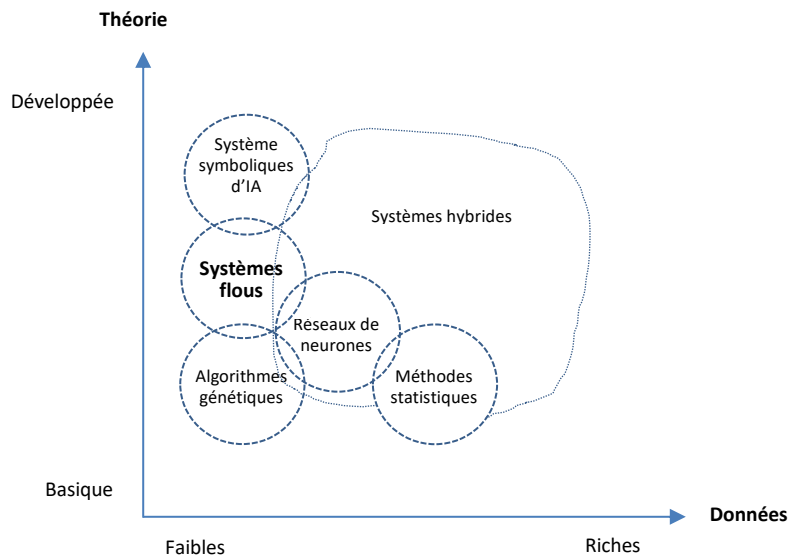 Théorie
Développée
Système
symboliques
d'IA
Systèmes hybrides
Systèmes
flous
Réseaux de
neurones
Algorithmes
génétiques
Méthodes
statistiques
Basique
Données
Faibles
Riches